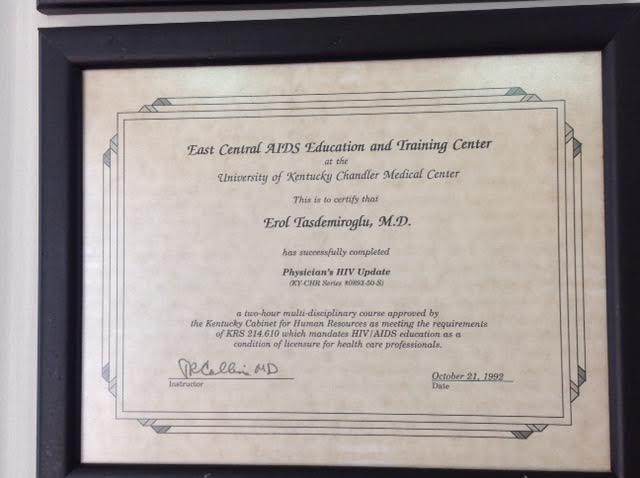 East Central AIDS Education and Training Center
at the
University of Kentucky Chandler Medical Center
This is to certify that
Erol Tasdemiroglu, M.D.
has successfully completed
Physician's HIV Update
(KY-CHR Series #0893-50-S)
a two-hour multi-disciplinary course approved by
the Kentucky Cabinet for Human Resources as meeting the requirements
of KRS 214.610 which mandates HIV/AIDS education as a
condition of licensure for health care professionals.
Collins MD
October 21, 1992
Instructor
Date